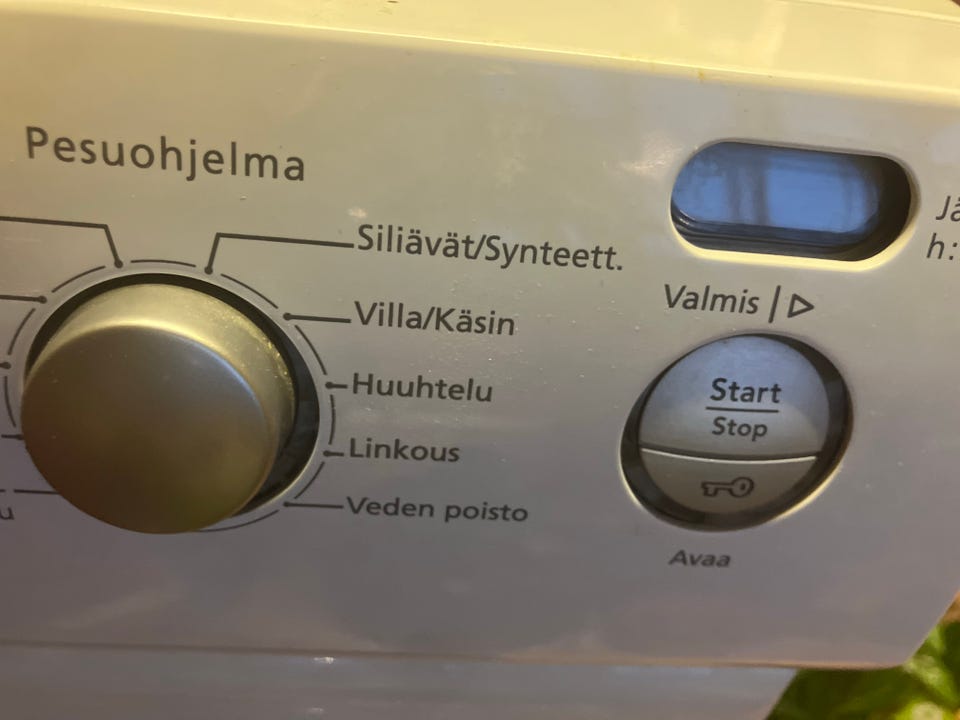 Pesuohjelma
Siliävät/Synteett.
Villa/Käsin
Huuhtelu
Linkous
Veden poisto
Valmis
Start
Stop
Avaa